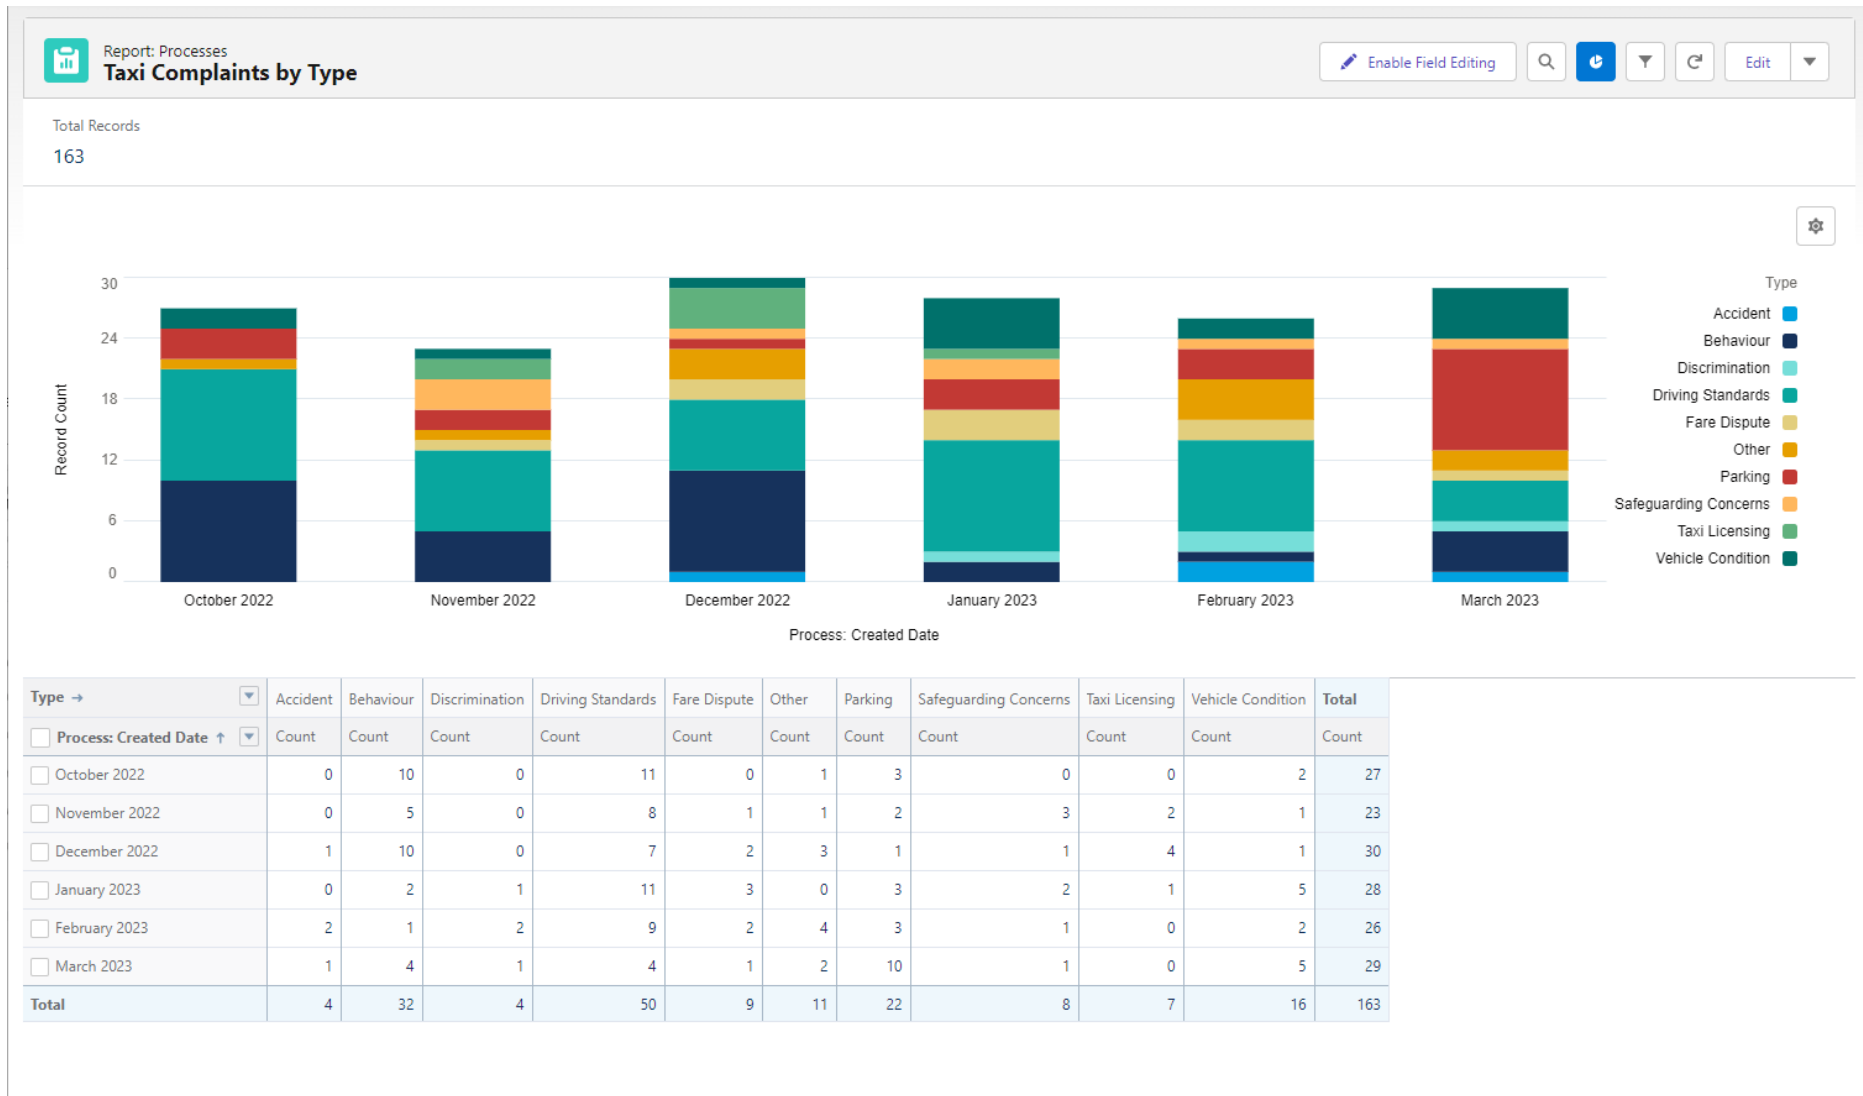 Report: Processes
Taxi Complaints by Type
Enable Field Editing
Edit
Total Records
163
Record Count
30
24
18
12
6
0
October 2022 November 2022 December 2022 January 2023 February 2023 March 2023
Process: Created Date
Type
Accident
Behaviour
Discrimination
Driving Standards
Fare Dispute
Other
Parking
Safeguarding Concerns
Taxi Licensing
Vehicle Condition
Type → Accident Behaviour Discrimination Driving Standards Fare Dispute Other Parking Safeguarding Concerns Taxi Licensing Vehicle Condition Total
Process: Created Date ↑ Count Count Count Count Count Count Count Count Count Count Count
October 2022 0 10 0 11 0 1 3 0 0 2 27
November 2022 0 5 0 8 1 1 2 3 2 1 23
December 2022 1 10 0 7 2 3 1 1 4 1 30
January 2023 0 2 1 11 3 0 3 2 1 5 28
February 2023 2 1 2 9 2 4 3 1 0 2 26
March 2023 1 4 1 4 1 2 10 1 0 5 29
Total 4 32 4 50 9 11 22 8 7 16 163